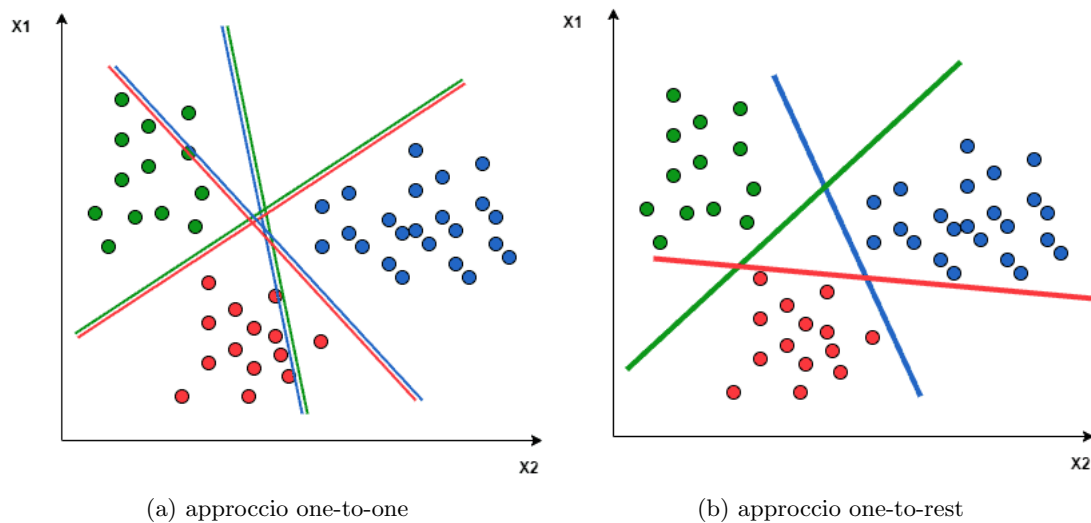 X1
X2
(a) approccio one-to-one
X1
X2
(b) approccio one-to-rest